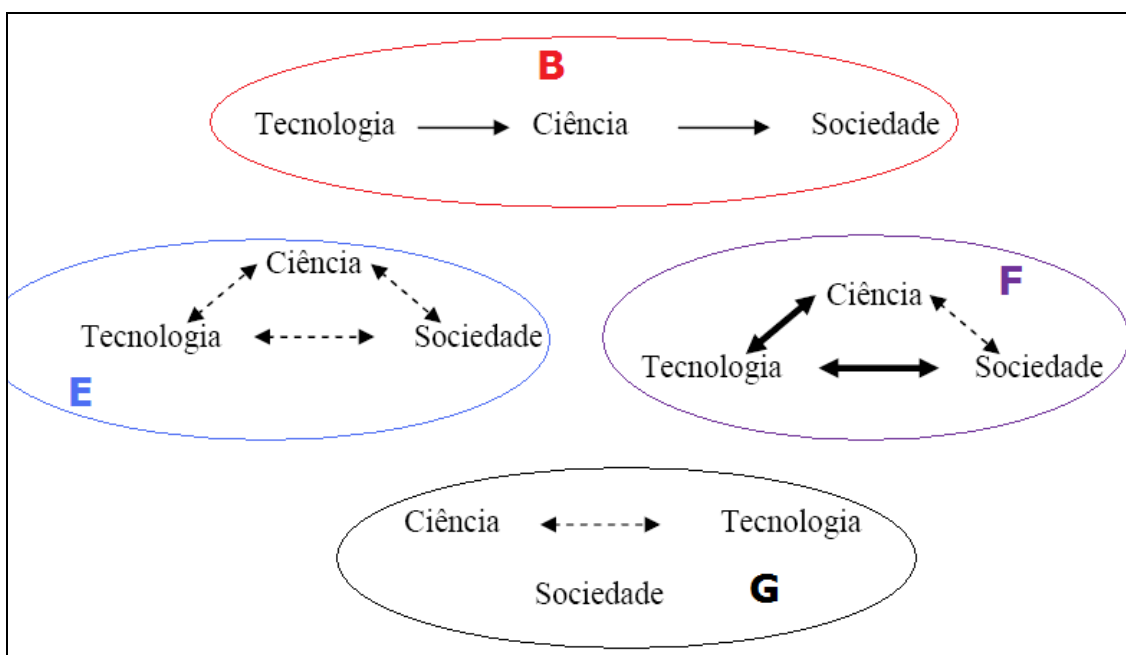 B
Tecnologia Ciência Sociedade
Ciência
Tecnologia Sociedade
E
F
Ciência
Tecnologia Sociedade
Ciência Tecnologia
Sociedade G